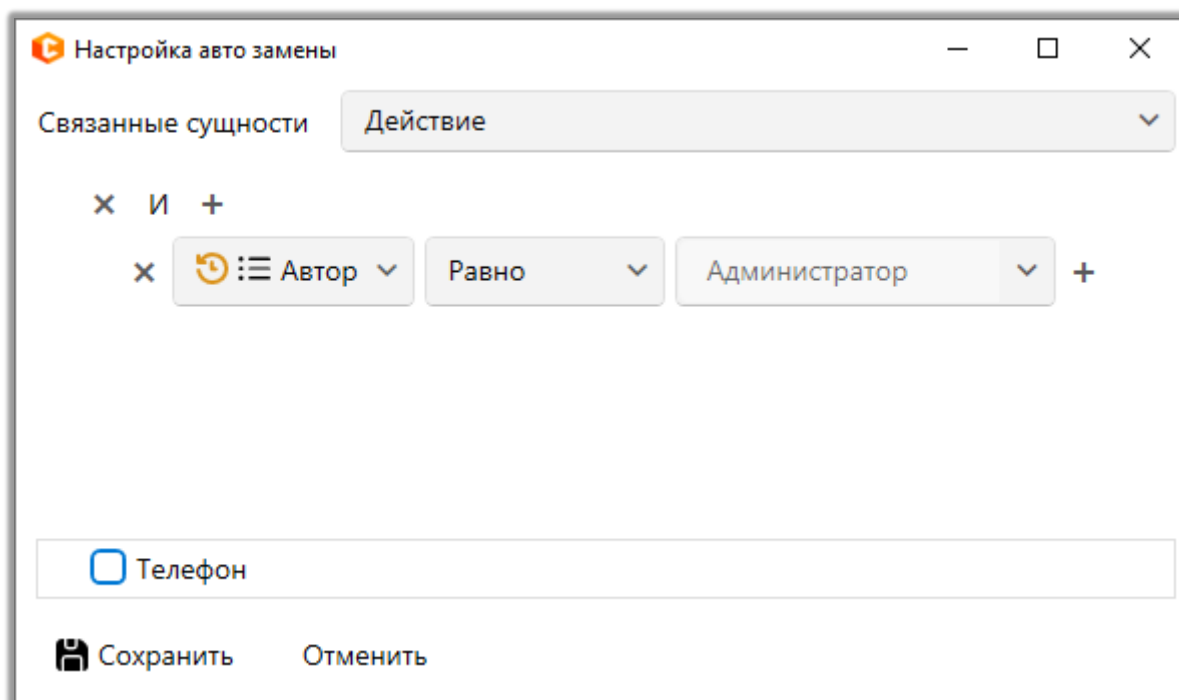 Настройка авто замены
Связанные сущности Действие
И
Автор Равно Администратор
Телефон
Сохранить Отменить